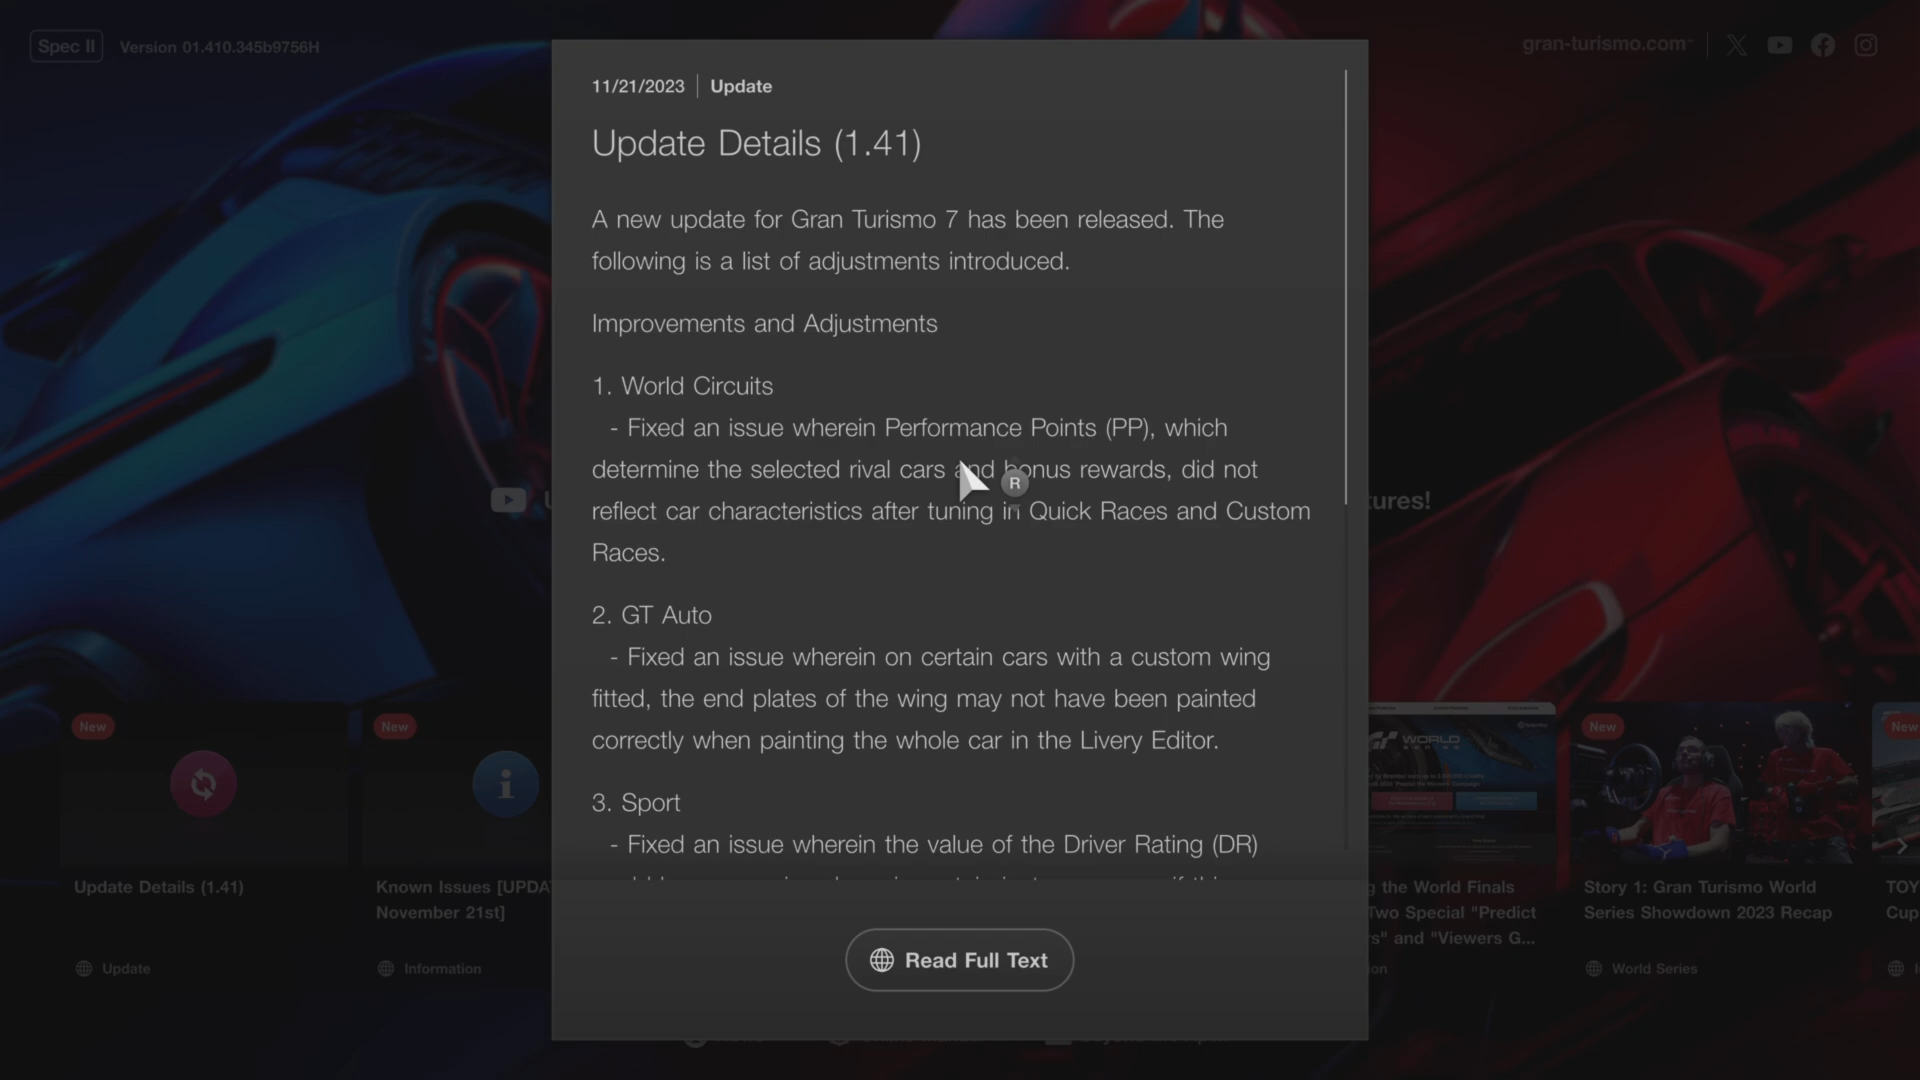 Spec II Version 01.410.345b9756H
gran-turismo.com
11/21/2023 | Update
Update Details (1.41)
A new update for Gran Turismo 7 has been released. The
following is a list of adjustments introduced.
Improvements and Adjustments
1. World Circuits
- Fixed an issue wherein Performance Points (PP), which
determine the selected rival cars and bonus rewards, did not
reflect car characteristics after tuning in Quick Races and Custom
Races.
2. GT Auto
- Fixed an issue wherein on certain cars with a custom wing
fitted, the end plates of the wing may not have been painted
correctly when painting the whole car in the Livery Editor.
3. Sport
- Fixed an issue wherein the value of the Driver Rating (DR)
Read Full Text
R
tures!
New
Update Details (1.41)
Update
New
Known Issues [UPDA
November 21st]
Information
WORLD
SERIES
g the World Finals
Two Special "Predict
rs" and "Viewers G...
ion
New
Story 1: Gran Turismo World
Series Showdown 2023 Recap
World Series
New
TOY
Cup